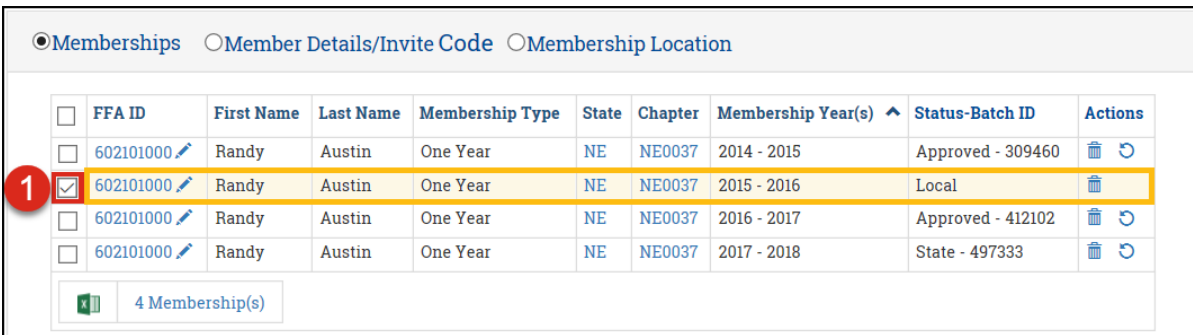 Memberships Member Details/Invite Code Membership Location
FFA ID First Name Last Name Membership Type State Chapter Membership Year(s) Status-Batch ID Actions
602101000 Randy Austin One Year NE NE0037 2014 - 2015 Approved - 309460
1 602101000 Randy Austin One Year NE NE0037 2015 - 2016 Local
602101000 Randy Austin One Year NE NE0037 2016 - 2017 Approved - 412102
602101000 Randy Austin One Year NE NE0037 2017 - 2018 State - 497333
4 Membership(s)